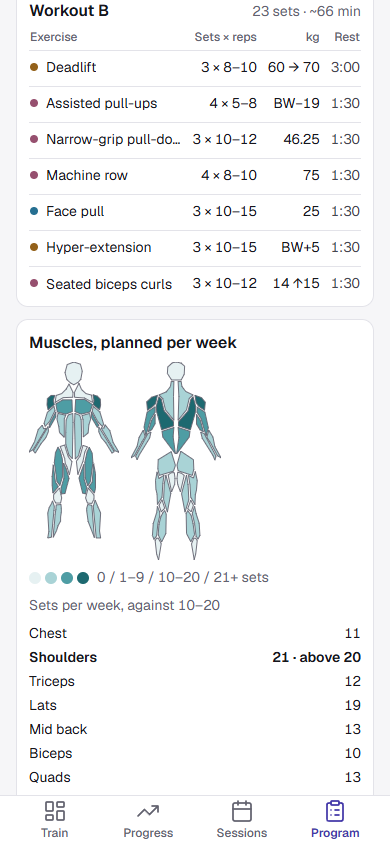 Workout B 23 sets · ~66 min
Exercise Sets × reps kg Rest
Deadlift 3 × 8–10 60 → 70 3:00
Assisted pull-ups 4 × 5–8 BW–19 1:30
Narrow-grip pull-do... 3 × 10–12 46.25 1:30
Machine row 4 × 8–10 75 1:30
Face pull 3 × 10–15 25 1:30
Hyper-extension 3 × 10–15 BW+5 1:30
Seated biceps curls 3 × 10–12 14 ↑15 1:30
Muscles, planned per week
0 / 1–9 / 10–20 / 21+ sets
Sets per week, against 10–20
Chest 11
Shoulders 21 · above 20
Triceps 12
Lats 19
Mid back 13
Biceps 10
Quads 13
Train Progress Sessions Program